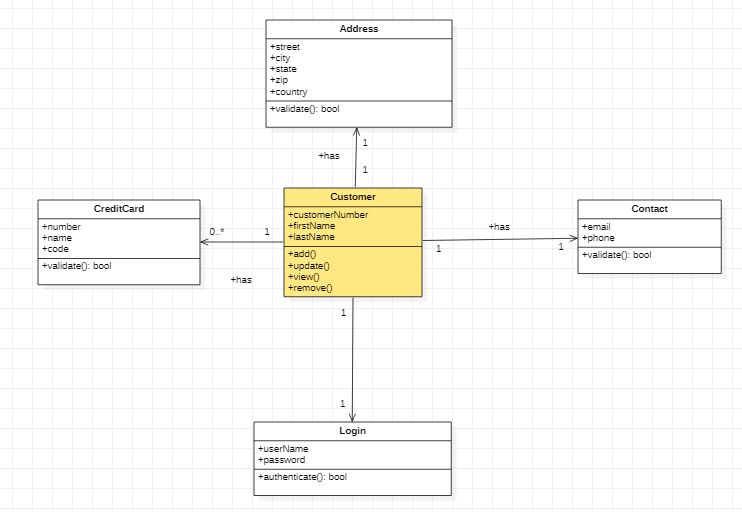 Address
+street
+city
+state
+zip
+country
+validate(): bool
1
+has
1
Customer
+customerNumber
+firstName
+lastName
+add()
+update()
+view()
+remove()
CreditCard
+number
+name
+code
+validate(): bool
0..*
1
+has
Contact
+email
+phone
+validate(): bool
+has
1
1
1
1
Login
+userName
+password
+authenticate(): bool